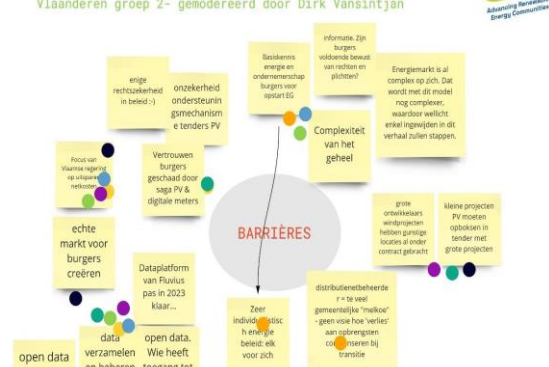 Vlaanderen groep 2- gemodereerd door Dirk Vansintjan
Advancing Renewable
Energy Communities
enige
rechtszekerheid
in beleid :-)
onzekerheid
ondersteunin
gsmechanism
e tenders PV
Basiskennis
energie en
ondernemerschap
burgers voor
opstart EG
informatie. Zijn
burgers
voldoende bewust
van rechten en
plichtten?
Energiemarkt is al
complex op zich. Dat
wordt met dit model
nog complexer,
waardoor wellicht
enkel ingewijden in dit
verhaal zullen stappen.
Complexiteit
van het
geheel
Focus van
Vlaamse regering
op uitsparen
netkosten
Vertrouwen
burgers
geschaad door
saga PV &
digitale meters
BARRIÈRES
grote
ontwikkelaars
windprojecten
hebben gunstige
locaties al onder
contract gebracht
kleine projecten
PV moeten
opboksen in
tender met
grote projecten
echte
markt voor
burgers
creëren
Dataplatform
van Fluvius
pas in 2023
klaar...
Zeer
individualistisc
h energie
beleid: elk
voor zich
distributienetbeheerde
r = te veel
gemeentelijke "melkoe"
- geen visie hoe 'verlies'
aan opbrengsten
compenseren bij
transitie
open data
data
verzamelen
en beheren
open data.
Wie heeft
toegang tot